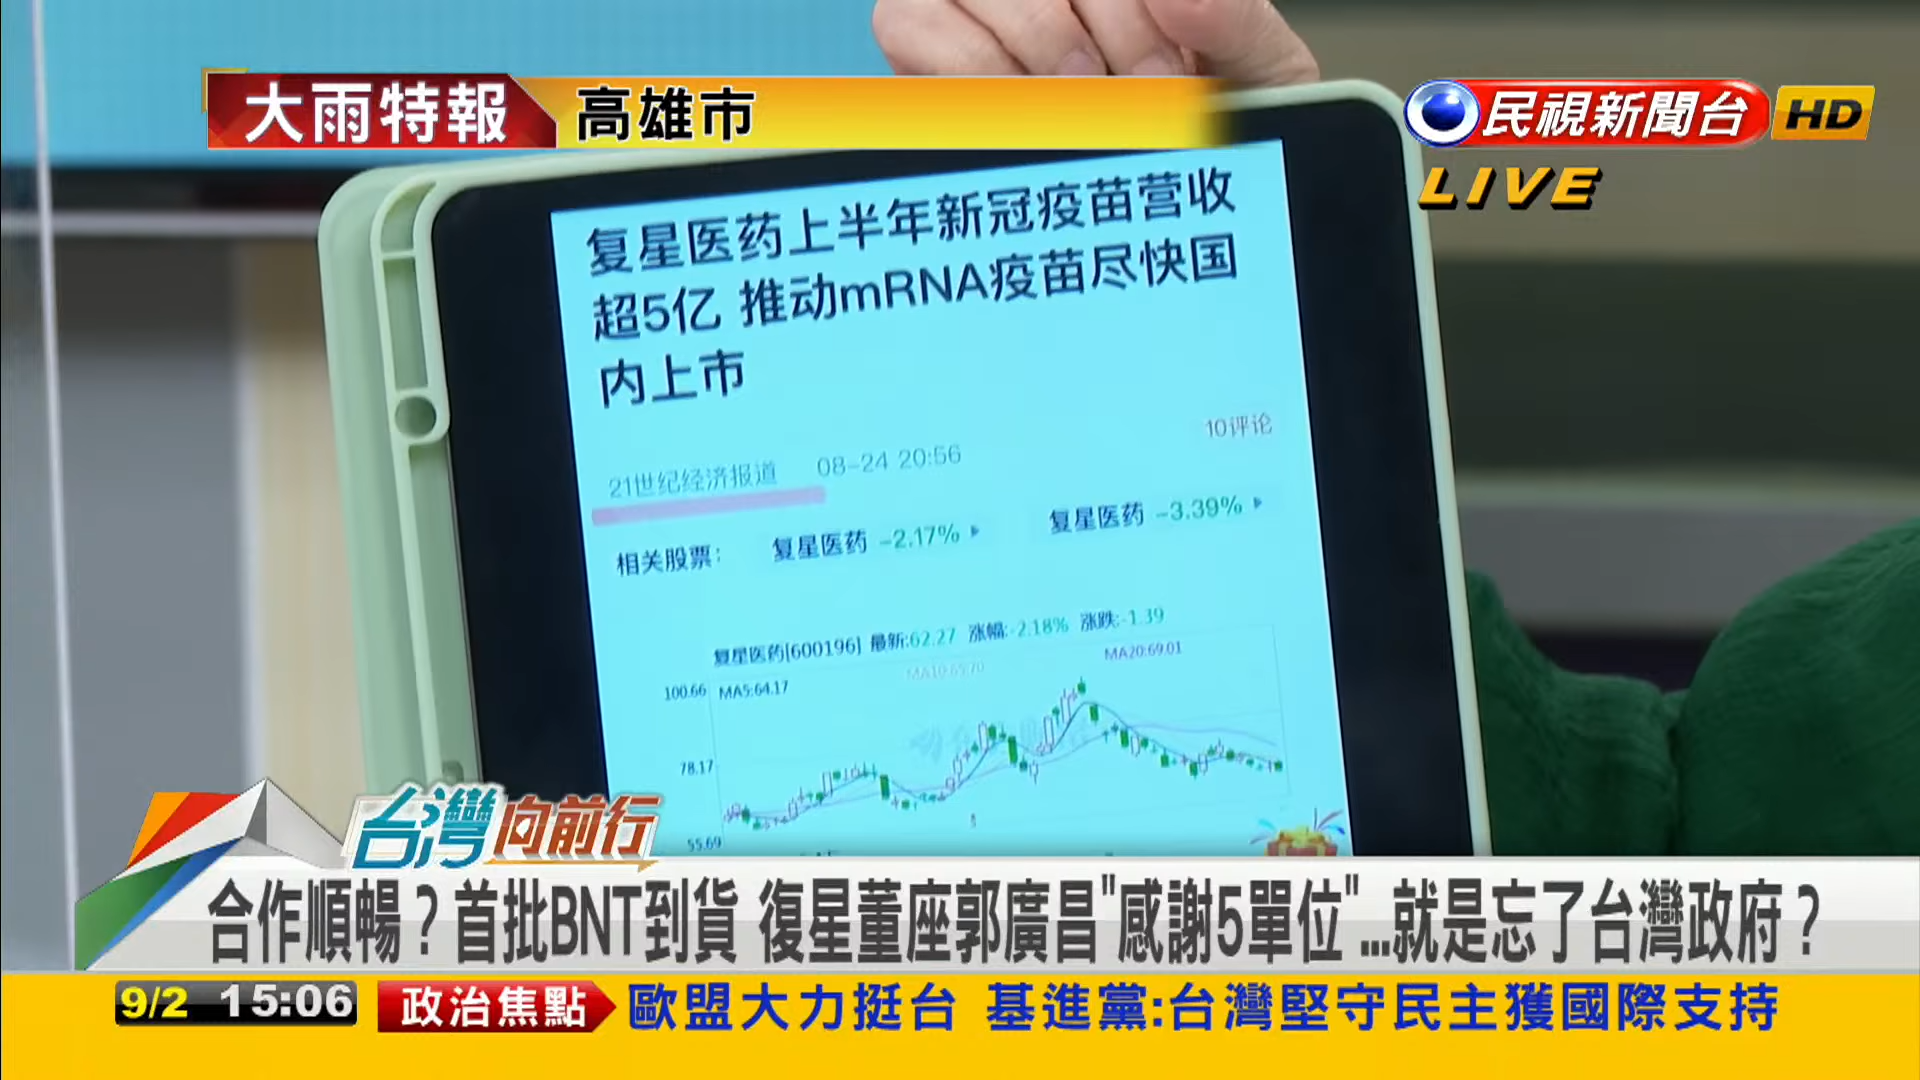 大雨特報 高雄市
民視新聞台 HD
LIVE
复星医药上半年新冠疫苗营收
超5亿 推动mRNA疫苗尽快国
内上市
10评论
21世纪经济报道 08-24 20:56
相关股票： 复星医药 -2.17% 复星医药 -3.39%
复星医药[600196] 最新:62.27 涨幅:-2.18% 涨跌:-1.39
MA5:64.17 MA10:65.70 MA20:69.01
100.66
78.17
55.69
台灣向前行
合作順暢？首批BNT到貨 復星董座郭廣昌"感謝5單位"...就是忘了台灣政府？
9/2 15:06 政治焦點 歐盟大力挺台 基進黨:台灣堅守民主獲國際支持